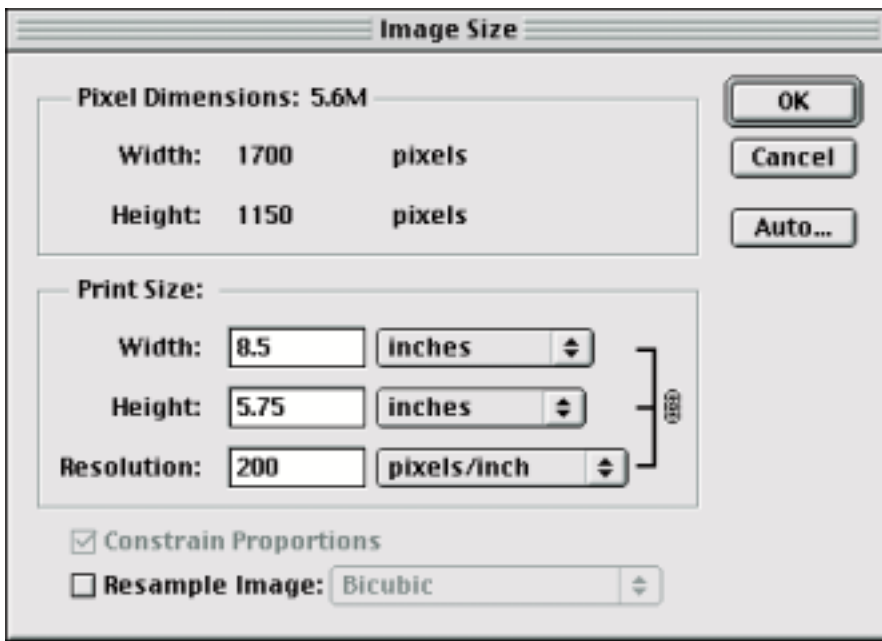 Image Size
Pixel Dimensions: 5.6M
OK
Width: 1700 pixels
Cancel
Height: 1150 pixels
Auto...
Print Size:
Width: 8.5 inches
Height: 5.75 inches
Resolution: 200 pixels/inch
Constrain Proportions
Resample Image: Bicubic